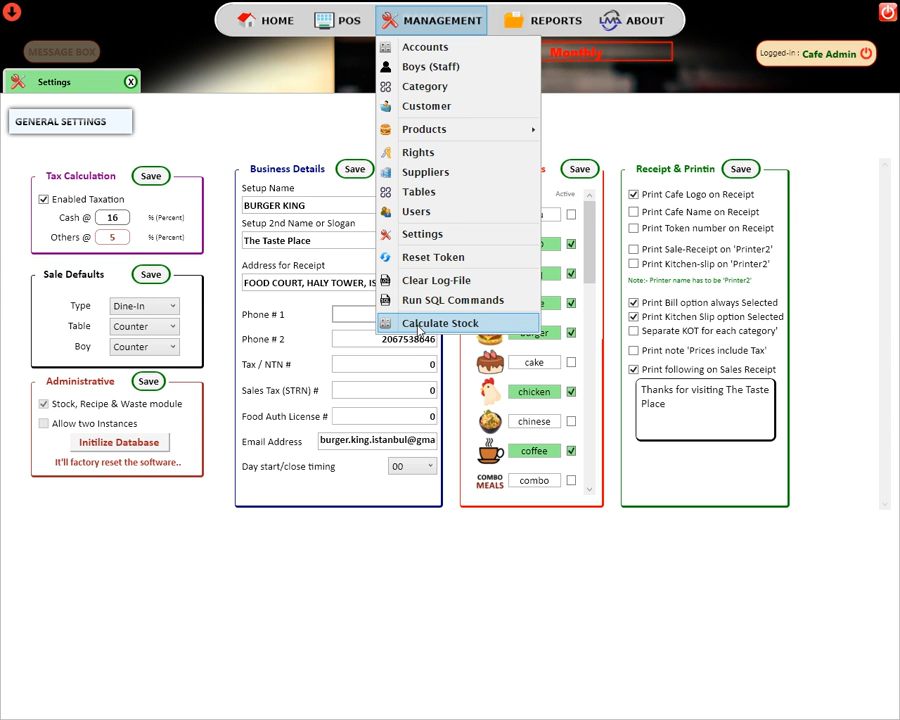 HOME
POS
MANAGEMENT
REPORTS
LMS
ABOUT
MESSAGE BOX
Monthly
Logged-in : Cafe Admin
Settings
X
GENERAL SETTINGS
Accounts
Boys (Staff)
Category
Customer
Products
Rights
Suppliers
Tables
Users
Settings
Reset Token
Clear Log-File
Run SQL Commands
Calculate Stock
Tax Calculation
Save
Enabled Taxation
Cash @ 16 % (Percent)
Others @ 5 % (Percent)
Sale Defaults
Save
Type Dine-In
Table Counter
Boy Counter
Administrative
Save
Stock, Recipe & Waste module
Allow two Instances
Initilize Database
It'll factory reset the software..
Business Details
Save
Setup Name
BURGER KING
Setup 2nd Name or Slogan
The Taste Place
Address for Receipt
FOOD COURT, HALY TOWER, IS
Phone # 1
Phone # 2 2067538646
Tax / NTN # 0
Sales Tax (STRN) # 0
Food Auth License # 0
Email Address burger.king.istanbul@gma
Day start/close timing 00
s
Save
Active
u
burger
cake
chicken
chinese
coffee
COMBO MEALS combo
Receipt & Printin
Save
Print Cafe Logo on Receipt
Print Cafe Name on Receipt
Print Token number on Receipt
Print Sale-Receipt on 'Printer2'
Print Kitchen-slip on 'Printer2'
Note:- Printer name has to be 'Printer2'
Print Bill option always Selected
Print Kitchen Slip option Selected
Separate KOT for each category'
Print note 'Prices include Tax'
Print following on Sales Receipt
Thanks for visiting The Taste
Place